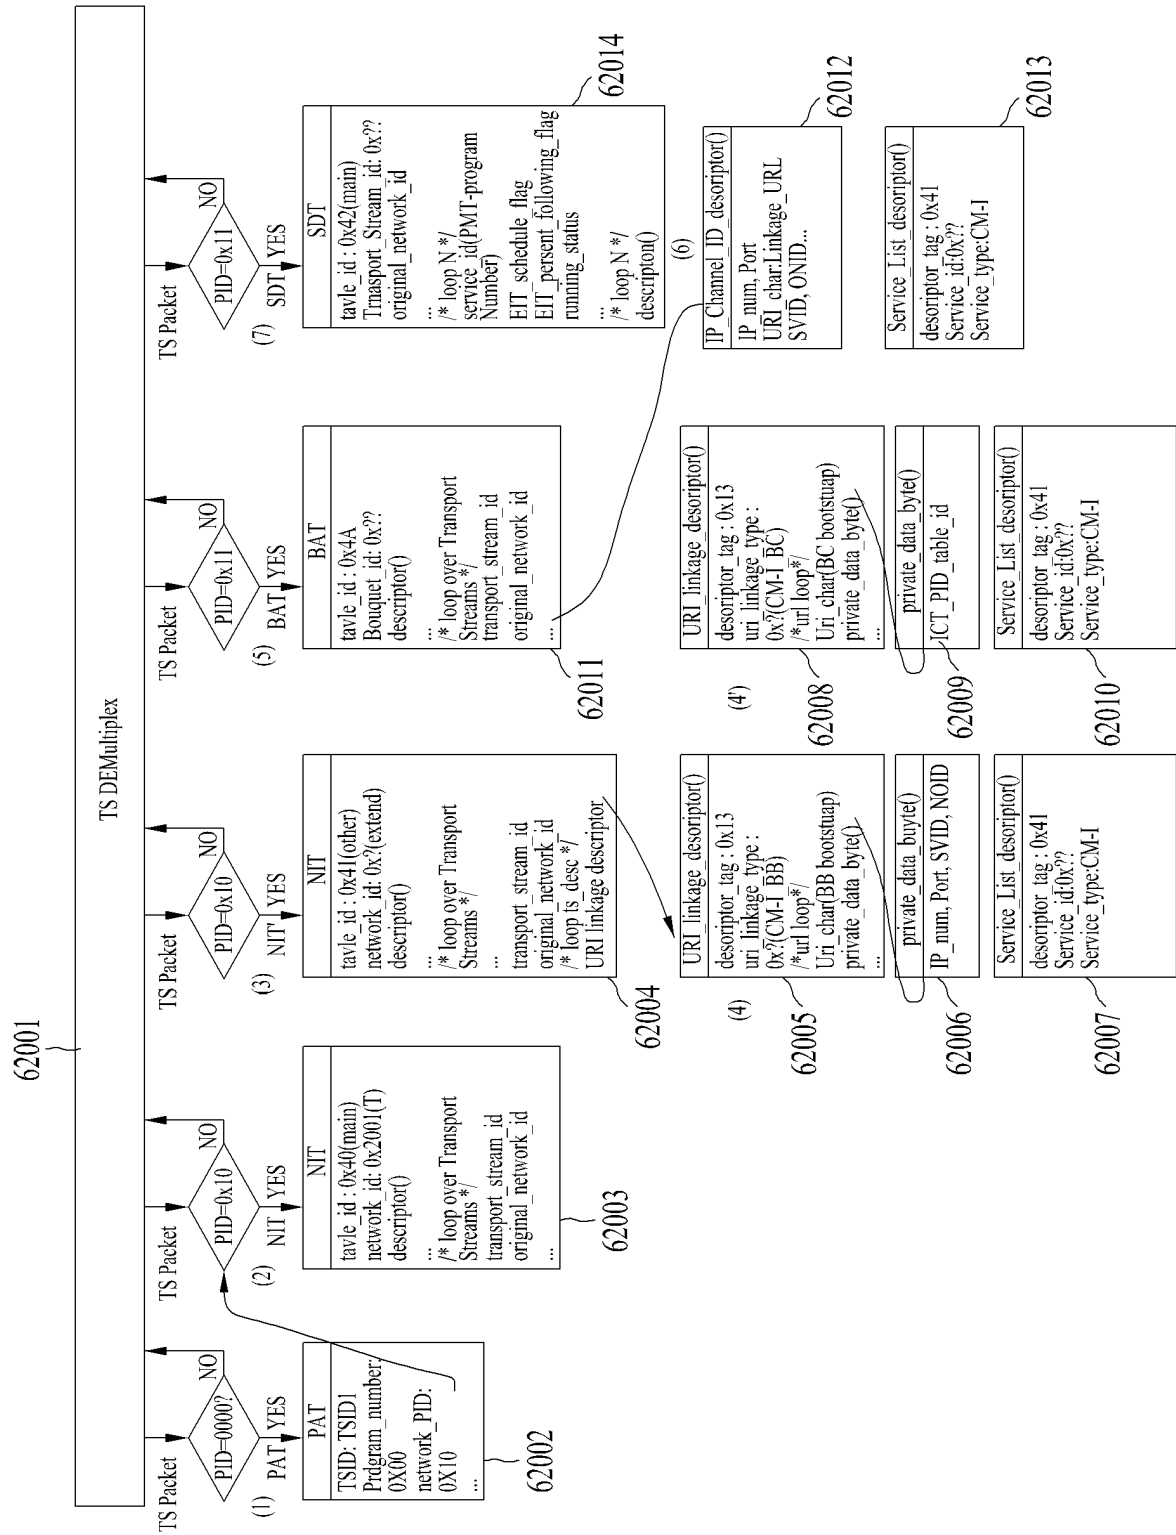 62001
TS DEMultiplex
TS Packet
PID=0000?
NO
(1)
PAT
YES
PAT
TSID: TSID1
Prdgram_number:
0X00
network_PID:
0X10
...
62002
TS Packet
PID=0x10
NO
(2)
NIT
YES
NIT
tavle_id : 0x40(main)
network_id: 0x2001(T)
descriptor()
...
/* loop over Transport
Streams */
transport_stream_id
original_network_id
...
62003
TS Packet
PID=0x10
NO
(3)
NIT'
YES
NIT
tavle_id : 0x41(other)
network_id: 0x?(extend)
descriptor()
...
/* loop over Transport
Streams */
...
transport_stream_id
original_network_id
/* loop ts_desc */
URI linkage descriptor
62004
(4)
URI_linkage_desoriptor()
desoriptor_tag : 0x13
uri_linkage_type :
0x?(CM-I_BB)
/*url loop*/
Uri_char(BB bootstuap)
private_data_byte()
...
62005
private_data_buyte()
IP_num, Port, SVID, NOID
62006
Service_List_desoriptor()
desoriptor_tag : 0x41
Service_id:0x??
Service_type:CM-I
62007
TS Packet
PID=0x11
NO
(5)
BAT
YES
BAT
tavle_id : 0x4A
Bouquet_id: 0x??
descriptor()
...
/* loop over Transport
Streams */
transport_stream_id
original_network_id
...
62011
(4')
URI_linkage_desoriptor()
desoriptor_tag : 0x13
uri_linkage_type :
0x?(CM-I_BC)
/*url loop*/
Uri_char(BC bootstuap)
private_data_byte()
...
62008
private_data_byte()
ICT_PID_table_id
62009
Service_List_desoriptor()
desoriptor_tag : 0x41
Service_id:0x??
Service_type:CM-I
62010
TS Packet
PID=0x11
NO
(7)
SDT
YES
SDT
tavle_id : 0x42(main)
Trnasport_Stream_id: 0x??
original_network_id
...
/* loop N */
service_id(PMT-program
Number)
EIT_schedule_flag
EIT_persent_following_flag
running_status
...
/* loop N */
descripton()
62014
(6)
IP_Channel_ID_desoriptor()
IP_num, Port
URI_char:Linkage_URL
SVID, ONID...
62012
Service_List_desoriptor()
desoriptor_tag : 0x41
Service_id:0x??
Service_type:CM-I
62013